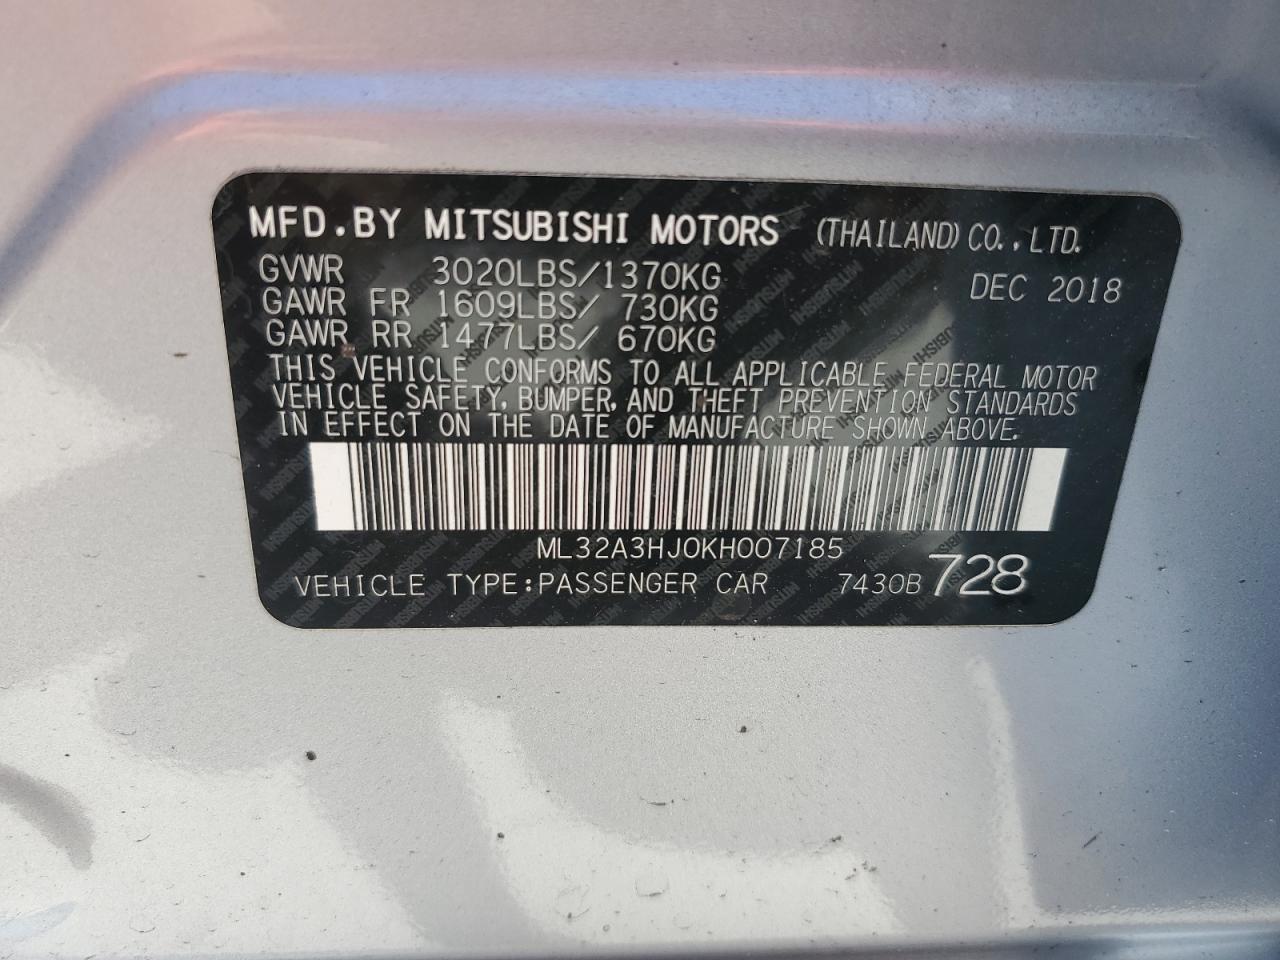 MFD.BY MITSUBISHI MOTORS (THAILAND) CO.,LTD.
GVWR 3020LBS/1370KG DEC 2018
GAWR FR 1609LBS/ 730KG
GAWR RR 1477LBS/ 670KG
THIS VEHICLE CONFORMS TO ALL APPLICABLE FEDERAL MOTOR
VEHICLE SAFETY, BUMPER, AND THEFT PREVENTION STANDARDS
IN EFFECT ON THE DATE OF MANUFACTURE SHOWN ABOVE.
ML32A3HJ0KH007185
VEHICLE TYPE:PASSENGER CAR 7430B 728